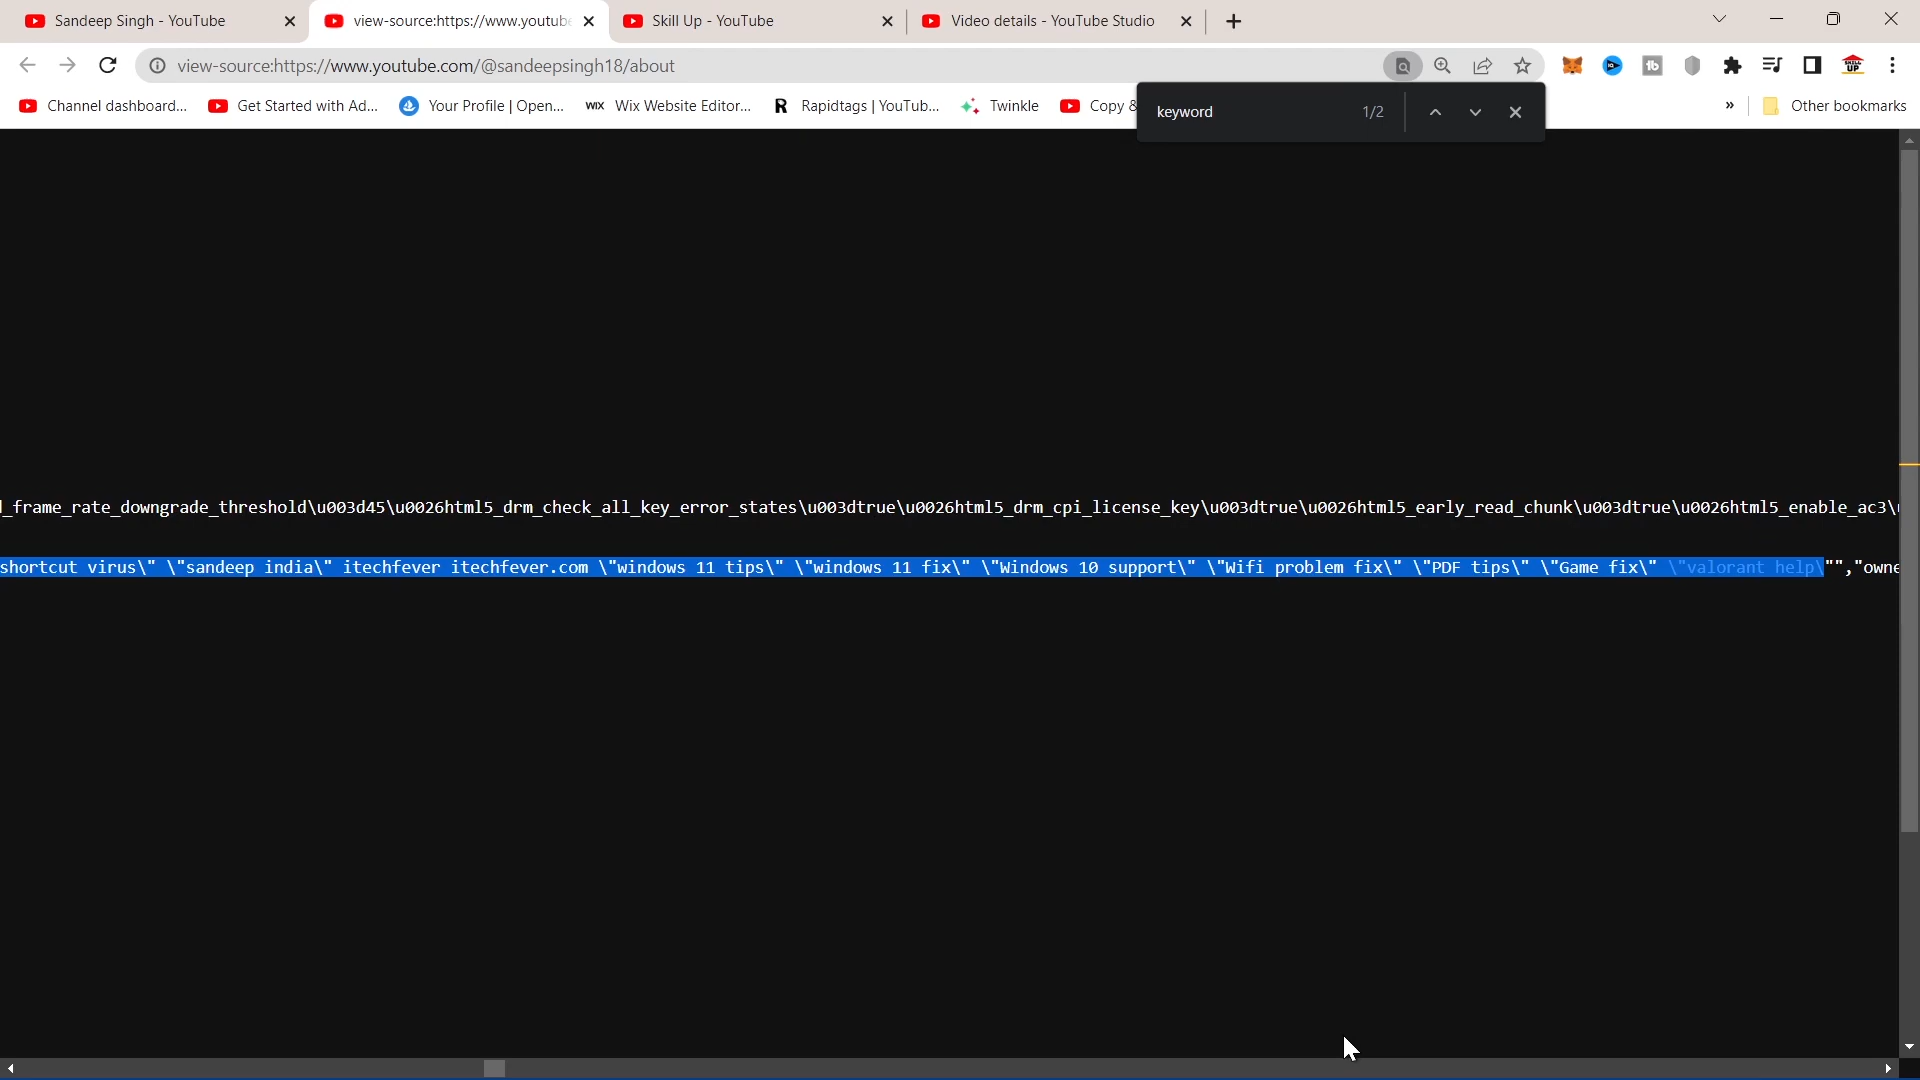 Sandeep Singh - YouTube
view-source:https://www.youtub
Skill Up - YouTube
Video details - YouTube Studio
view-source:https://www.youtube.com/@sandeepsingh18/about
Channel dashboard...
Get Started with Ad...
Your Profile | Open...
WIX Wix Website Editor...
R Rapidtags | YouTub...
Twinkle
Copy &
»
Other bookmarks
keyword 1/2
_frame_rate_downgrade_threshold\u003d45\u0026html5_drm_check_all_key_error_states\u003dtrue\u0026html5_drm_cpi_license_key\u003dtrue\u0026html5_early_read_chunk\u003dtrue\u0026html5_enable_ac3\
shortcut virus\" \"sandeep india\" itechfever itechfever.com \"windows 11 tips\" \"windows 11 fix\" \"Windows 10 support\" \"Wifi problem fix\" \"PDF tips\" \"Game fix\" \"valorant help\"","owne